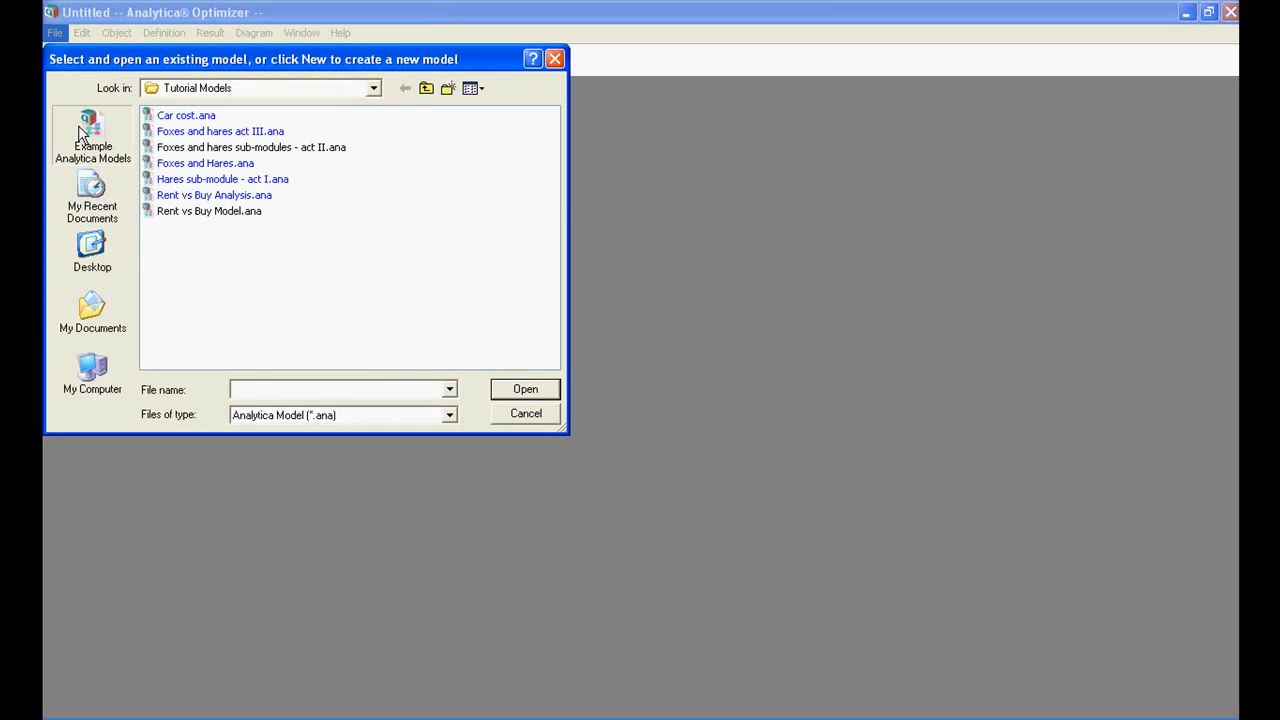 Untitled -- Analytica® Optimizer --
File Edit Object Definition Result Diagram Window Help
Select and open an existing model, or click New to create a new model
Look in: Tutorial Models
Example
Analytica Models
My Recent
Documents
Desktop
My Documents
My Computer
Car cost.ana
Foxes and hares act III.ana
Foxes and hares sub-modules - act II.ana
Foxes and Hares.ana
Hares sub-module - act I.ana
Rent vs Buy Analysis.ana
Rent vs Buy Model.ana
File name: Open
Files of type: Analytica Model (*.ana) Cancel